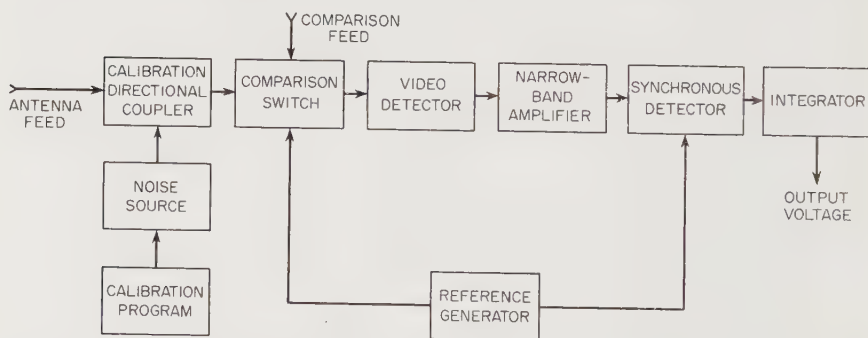 COMPARISON
FEED
ANTENNA
FEED
CALIBRATION
DIRECTIONAL
COUPLER
COMPARISON
SWITCH
VIDEO
DETECTOR
NARROW-
BAND
AMPLIFIER
SYNCHRONOUS
DETECTOR
INTEGRATOR
OUTPUT
VOLTAGE
NOISE
SOURCE
CALIBRATION
PROGRAM
REFERENCE
GENERATOR